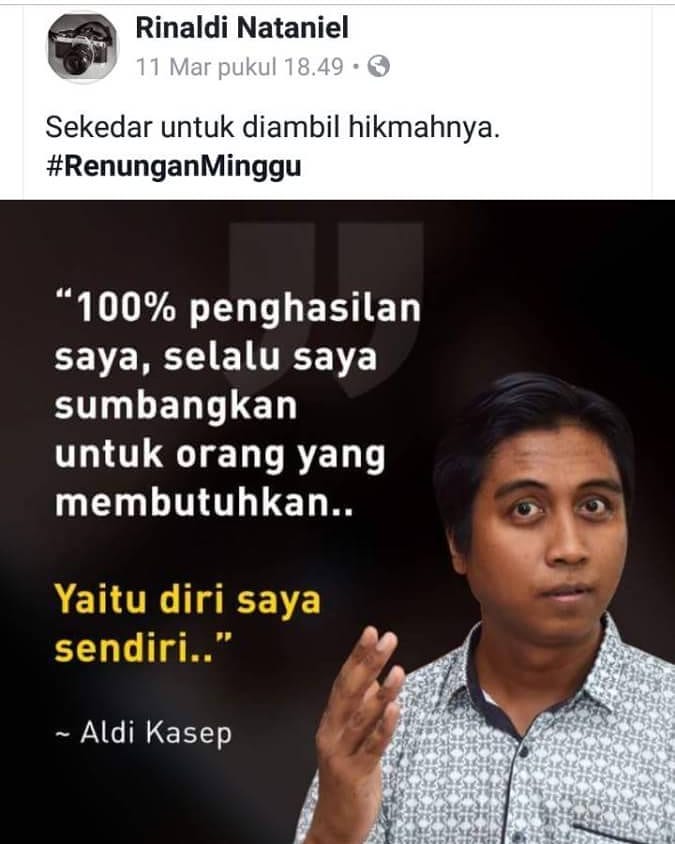 Rinaldi Nataniel
11 Mar pukul 18.49 •
Sekedar untuk diambil hikmahnya.
#RenunganMinggu
“100% penghasilan
saya, selalu saya
sumbangkan
untuk orang yang
membutuhkan..
Yaitu diri saya
sendiri..”
~ Aldi Kasep